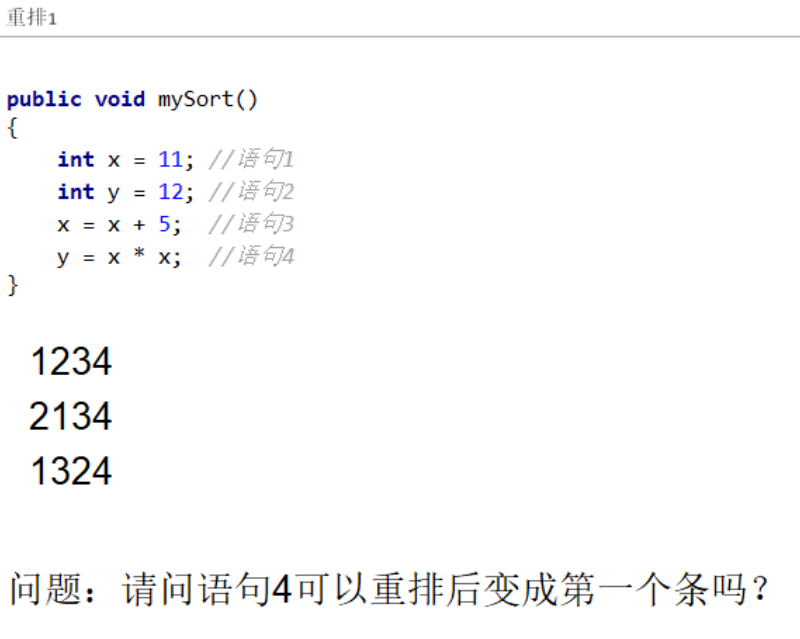 重排1
public void mySort()
{
    int x = 11; //语句1
    int y = 12; //语句2
    x = x + 5;  //语句3
    y = x * x;  //语句4
}
1234
2134
1324
问题：请问语句4可以重排后变成第一个条吗？